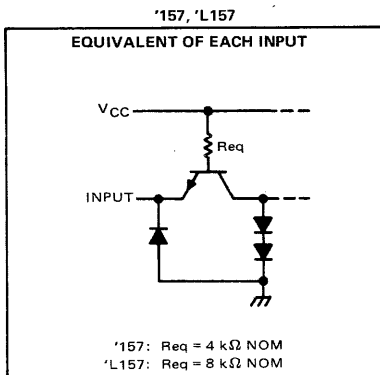 '157, 'L157
EQUIVALENT OF EACH INPUT
VCC
Req
INPUT
'157: Req = 4 kΩ NOM
'L157: Req = 8 kΩ NOM